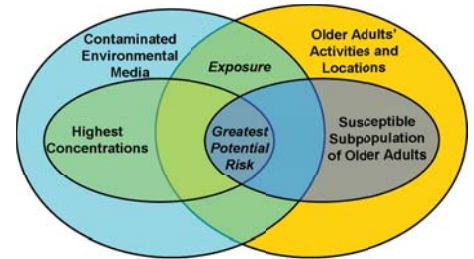 Contaminated
Environmental
Media
Exposure
Older Adults'
Activities and
Locations
Highest
Concentrations
Greatest
Potential
Risk
Susceptible
Subpopulation
of Older Adults